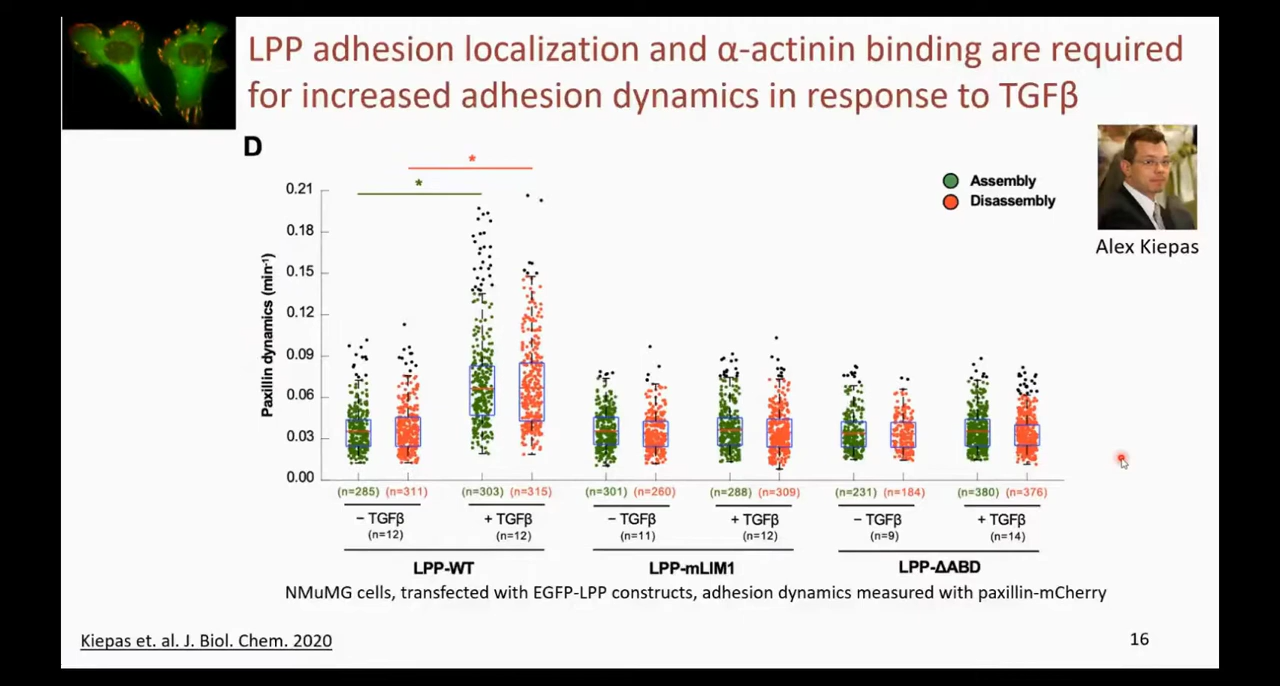 LPP adhesion localization and α-actinin binding are required
for increased adhesion dynamics in response to TGFβ
D
*
*
Assembly
Disassembly
Alex Kiepas
Paxillin dynamics (min⁻¹)
0.21
0.18
0.15
0.12
0.09
0.06
0.03
0.00
(n=285) (n=311) (n=303) (n=315) (n=301) (n=260) (n=288) (n=309) (n=231) (n=184) (n=380) (n=376)
− TGFβ + TGFβ − TGFβ + TGFβ − TGFβ + TGFβ
(n=12) (n=12) (n=11) (n=12) (n=9) (n=14)
LPP-WT LPP-mLIM1 LPP-ΔABD
NMuMG cells, transfected with EGFP-LPP constructs, adhesion dynamics measured with paxillin-mCherry
Kiepas et. al. J. Biol. Chem. 2020
16